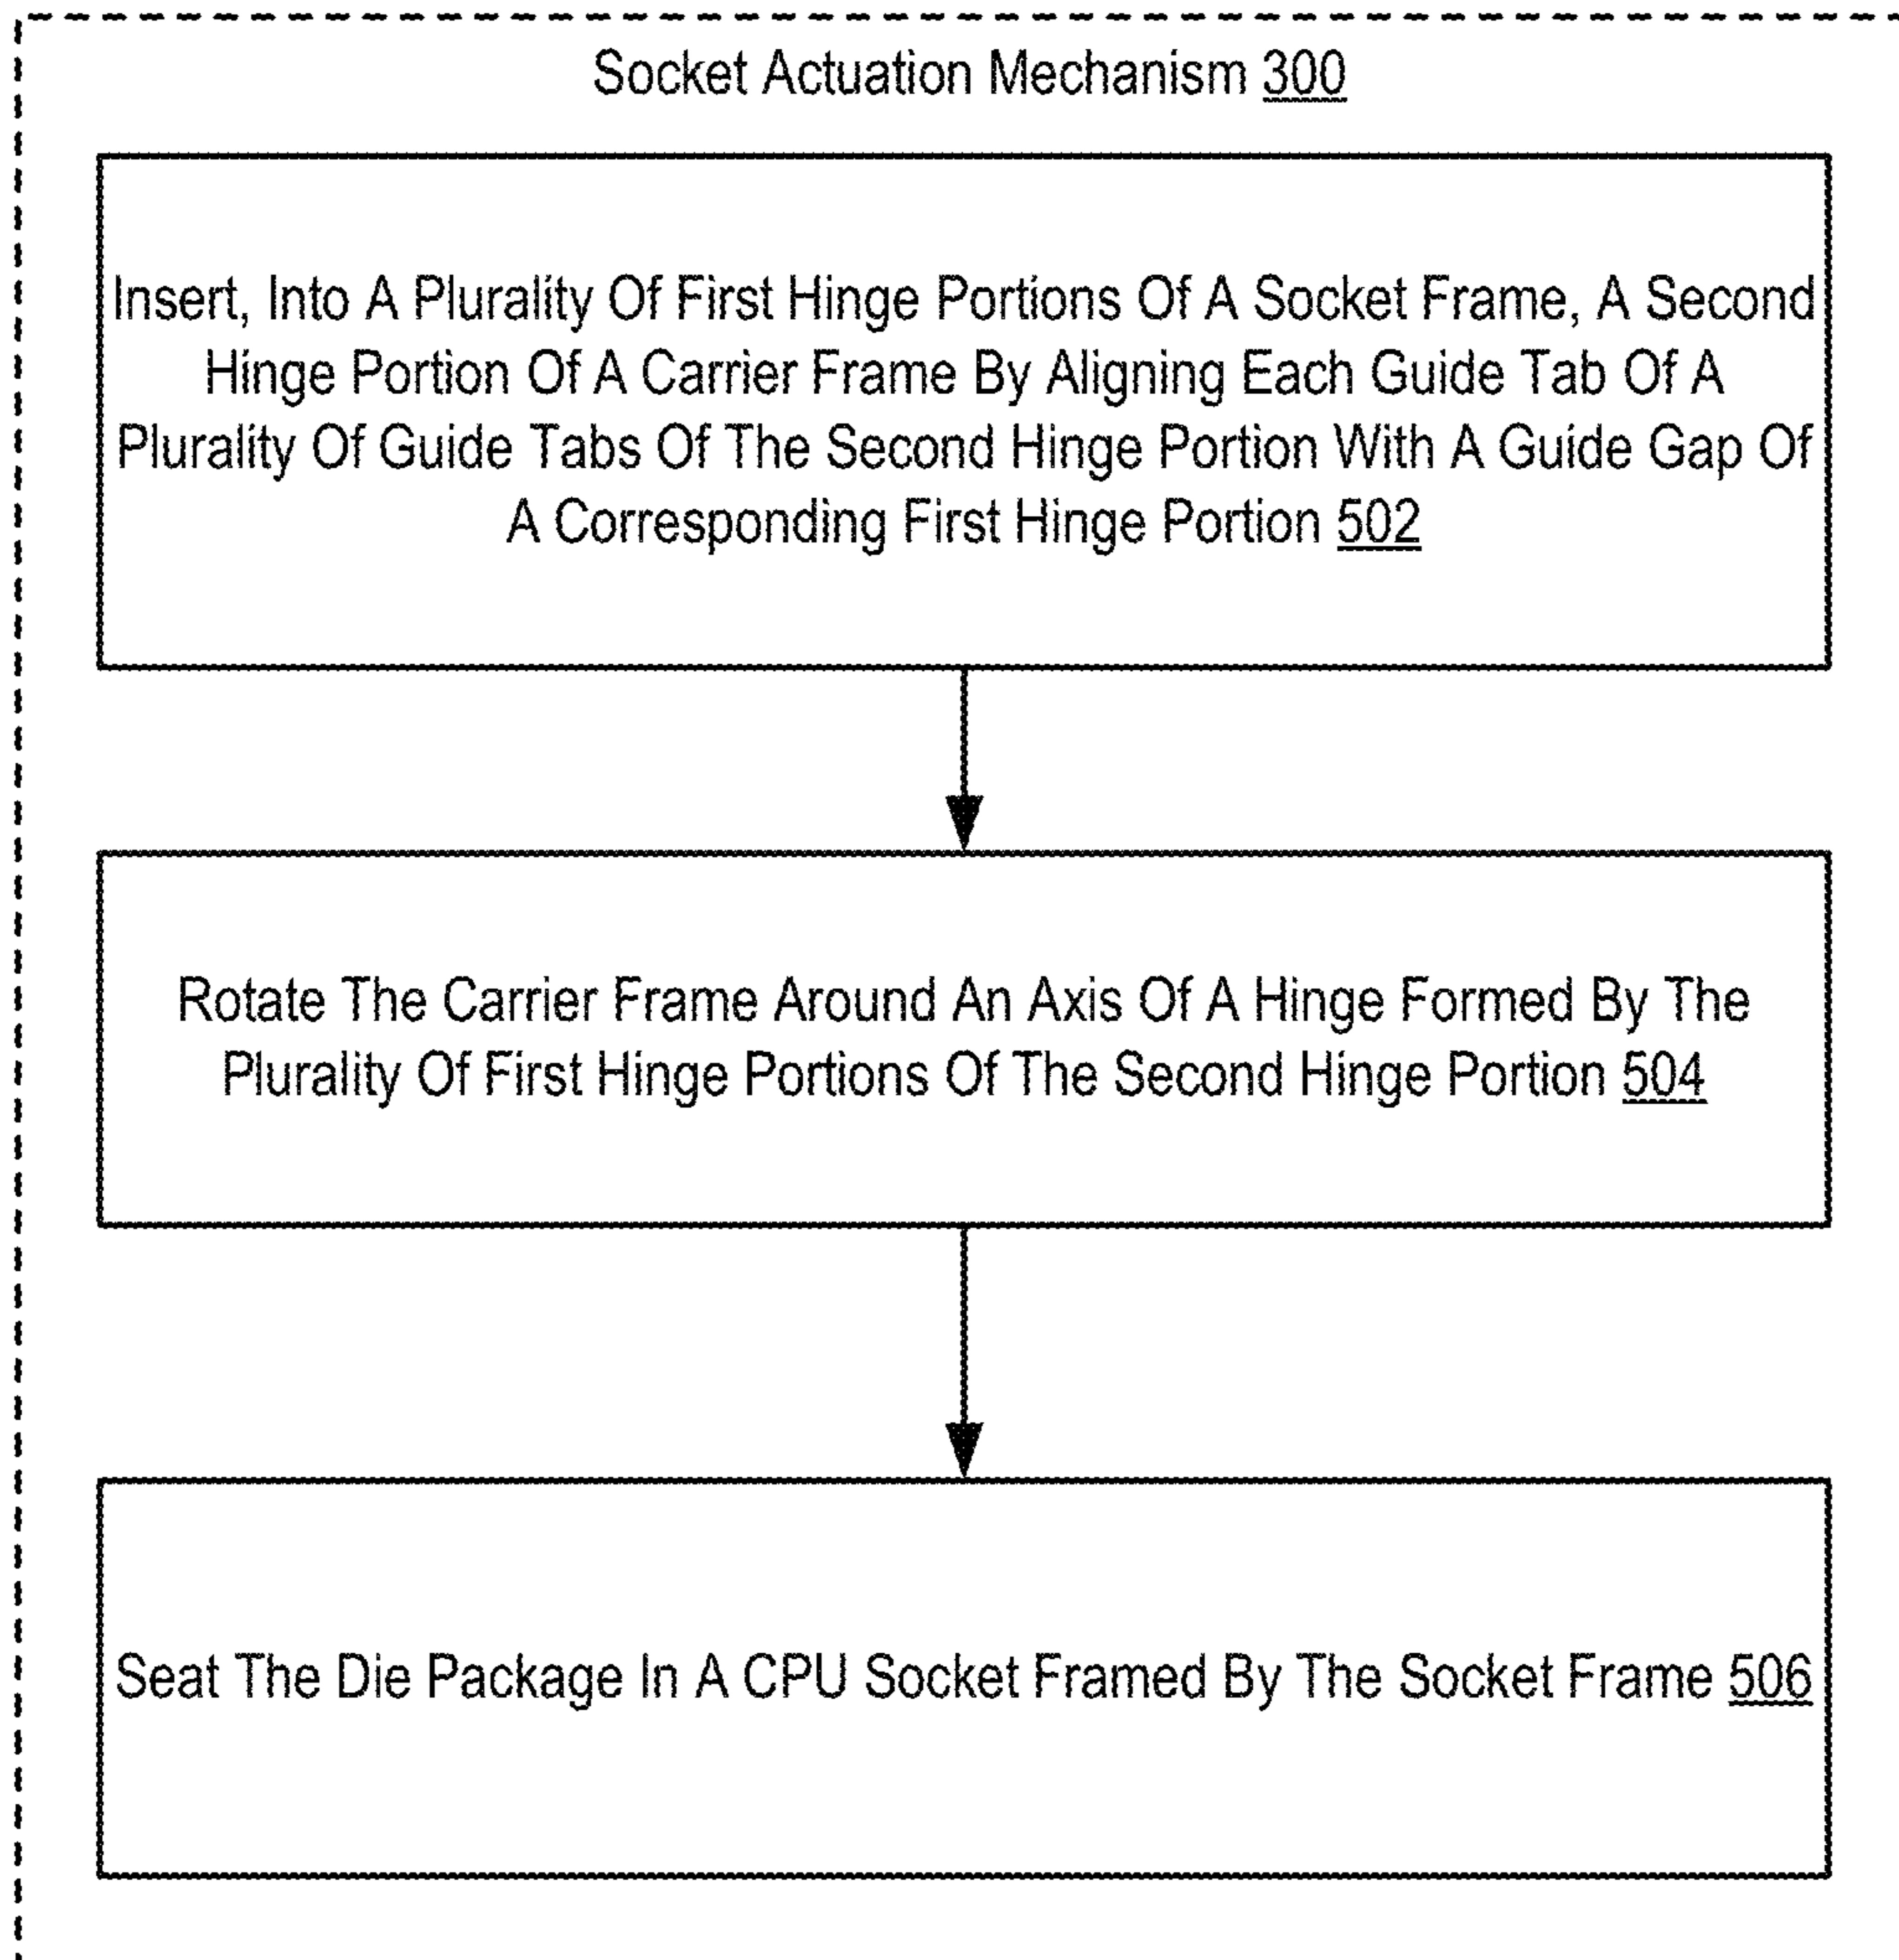 Socket Actuation Mechanism 300
Insert, Into A Plurality Of First Hinge Portions Of A Socket Frame, A Second
Hinge Portion Of A Carrier Frame By Aligning Each Guide Tab Of A
Plurality Of Guide Tabs Of The Second Hinge Portion With A Guide Gap Of
A Corresponding First Hinge Portion 502
Rotate The Carrier Frame Around An Axis Of A Hinge Formed By The
Plurality Of First Hinge Portions Of The Second Hinge Portion 504
Seat The Die Package In A CPU Socket Framed By The Socket Frame 506